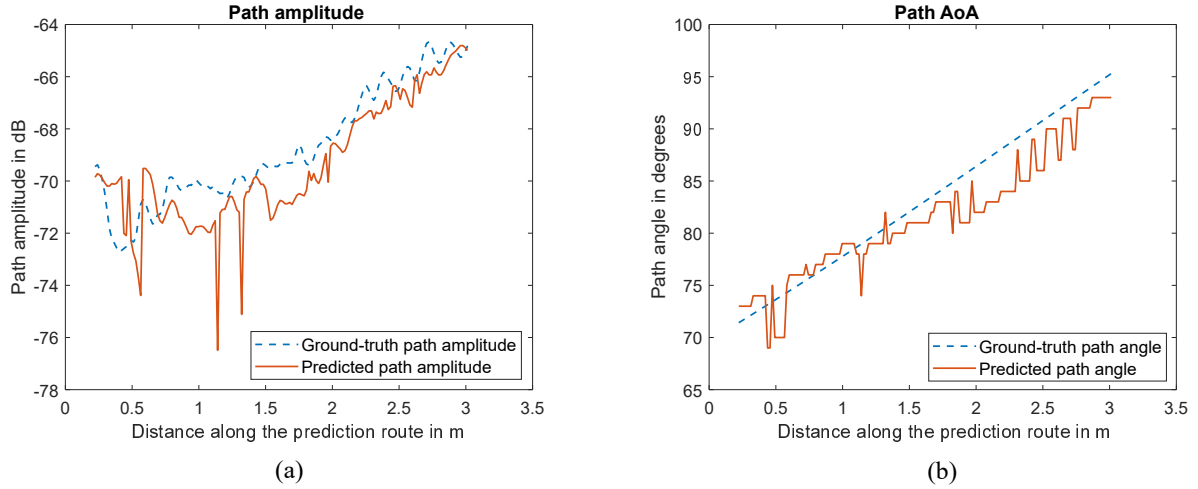 Path amplitude
-64
-66
-68
-70
-72
-74
-76
-78
Path amplitude in dB
0 0.5 1 1.5 2 2.5 3 3.5
Distance along the prediction route in m
Ground-truth path amplitude
Predicted path amplitude
(a)
Path AoA
100
95
90
85
80
75
70
65
Path angle in degrees
0 0.5 1 1.5 2 2.5 3 3.5
Distance along the prediction route in m
Ground-truth path angle
Predicted path angle
(b)